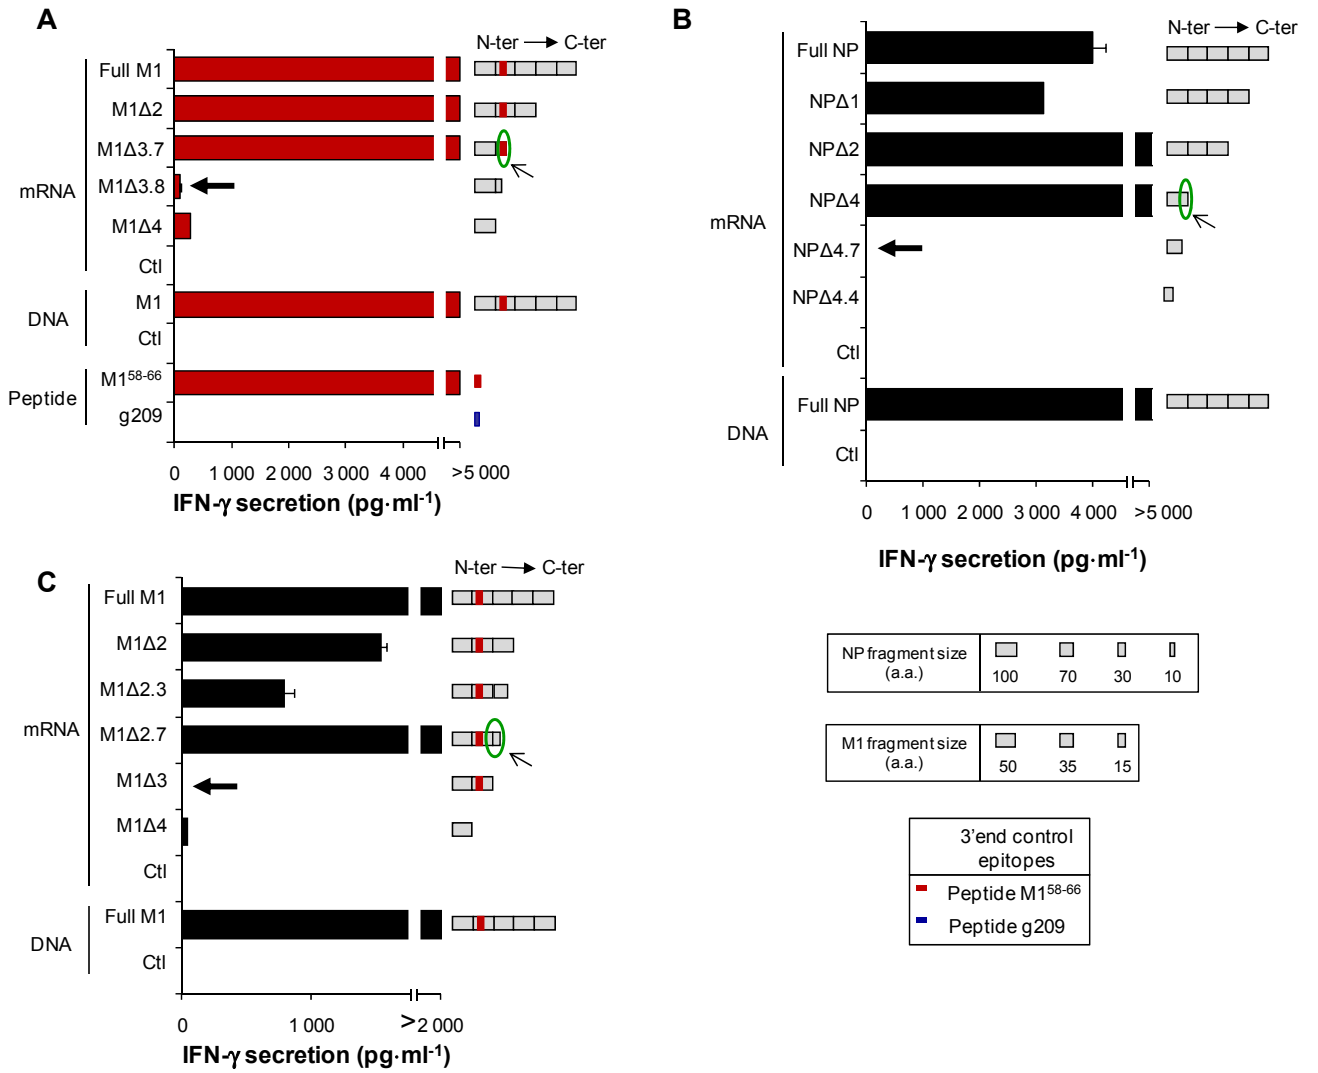 A
N-ter → C-ter
mRNA
Full M1
M1Δ2
M1Δ3.7
M1Δ3.8
M1Δ4
Ctl
DNA
M1
Ctl
Peptide
M1⁵⁸⁻⁶⁶
g209
0 1 000 2 000 3 000 4 000 >5 000
IFN-γ secretion (pg·ml⁻¹)
B
N-ter → C-ter
mRNA
Full NP
NPΔ1
NPΔ2
NPΔ4
NPΔ4.7
NPΔ4.4
Ctl
DNA
Full NP
Ctl
0 1 000 2 000 3 000 4 000 >5 000
IFN-γ secretion (pg·ml⁻¹)
C
N-ter → C-ter
mRNA
Full M1
M1Δ2
M1Δ2.3
M1Δ2.7
M1Δ3
M1Δ4
Ctl
DNA
Full M1
Ctl
0 1 000 >2 000
IFN-γ secretion (pg·ml⁻¹)
NP fragment size
(a.a.)
100 70 30 10
M1 fragment size
(a.a.)
50 35 15
3'end control
epitopes
Peptide M1⁵⁸⁻⁶⁶
Peptide g209